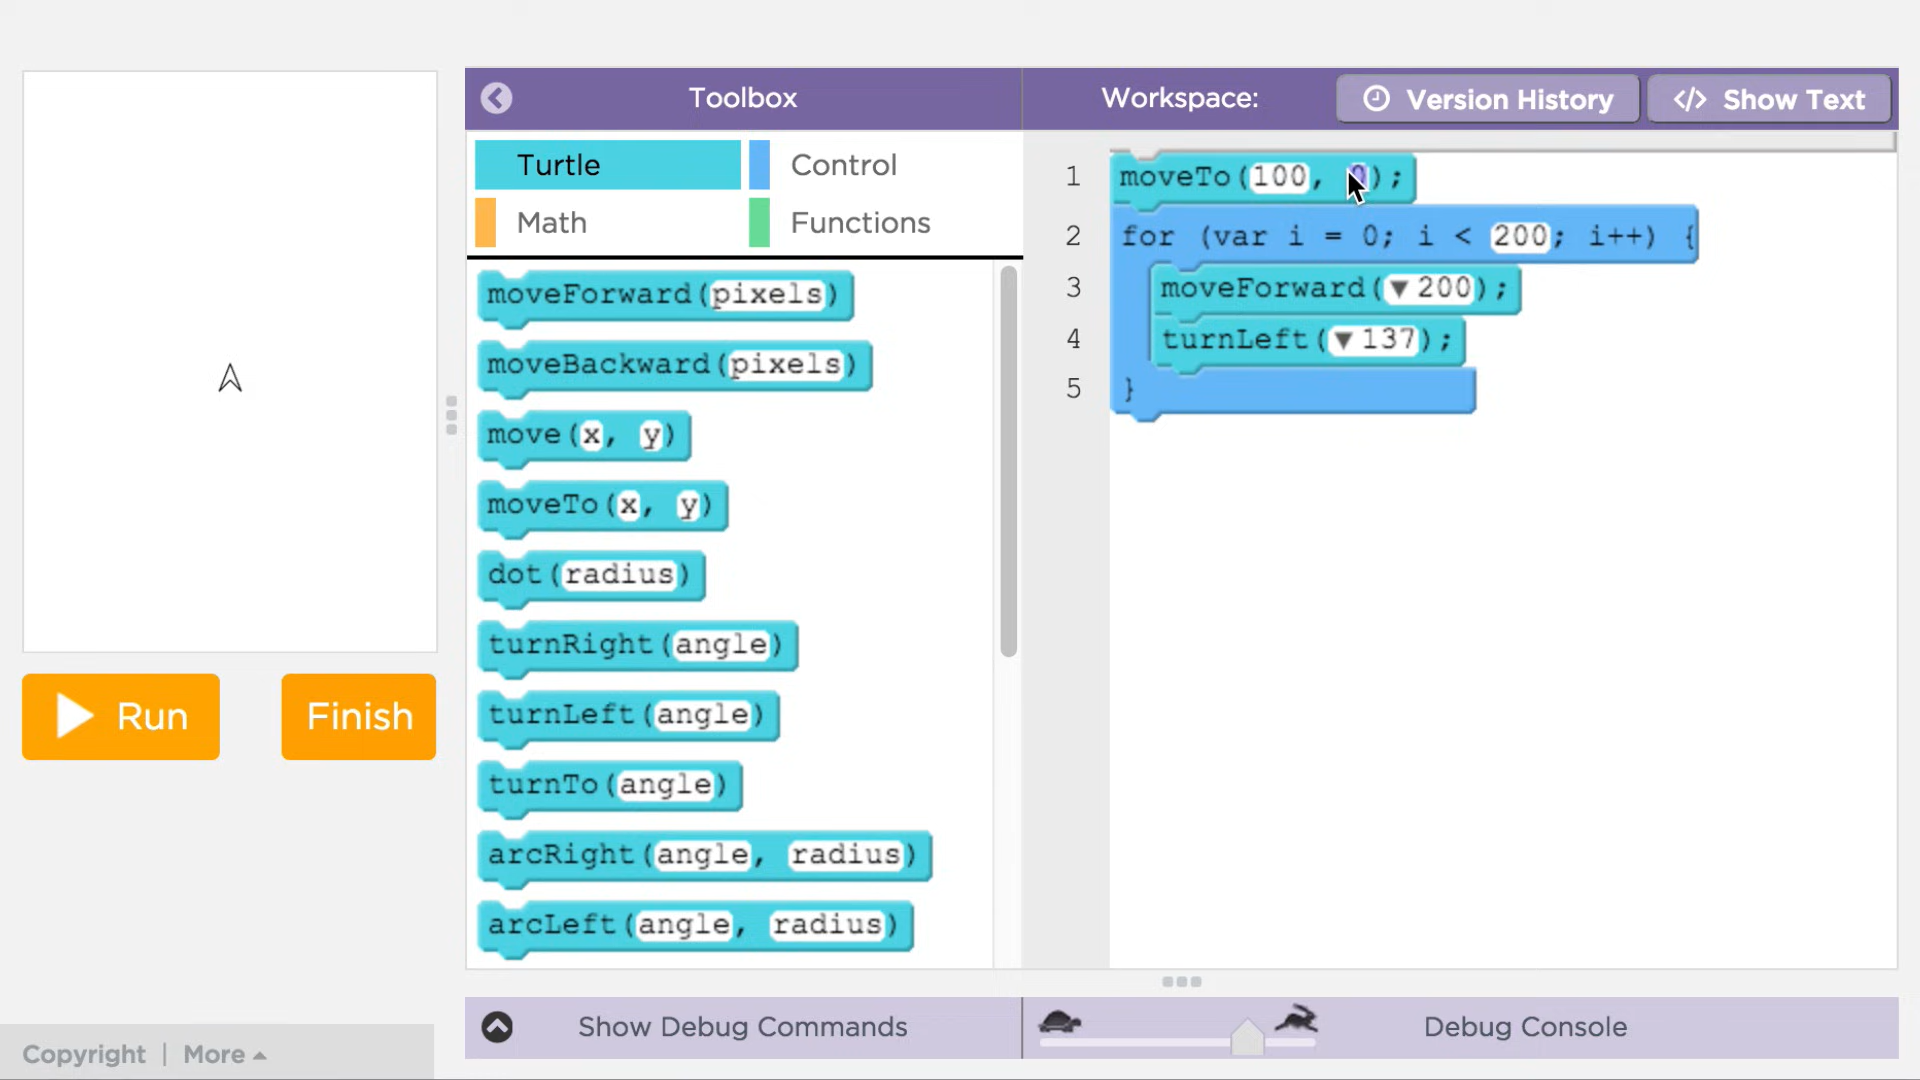 Toolbox
Workspace:
Version History
</> Show Text
Turtle
Control
Math
Functions
moveForward(pixels)
moveBackward(pixels)
move(x, y)
moveTo(x, y)
dot(radius)
turnRight(angle)
turnLeft(angle)
turnTo(angle)
arcRight(angle, radius)
arcLeft(angle, radius)
1 moveTo(100, 0);
2 for (var i = 0; i < 200; i++) {
3 moveForward(▼200);
4 turnLeft(▼137);
5 }
Run
Finish
Show Debug Commands
Debug Console
Copyright | More